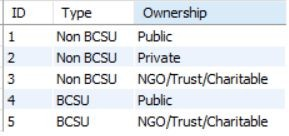 ID Type Ownership
1 Non BCSU Public
2 Non BCSU Private
3 Non BCSU NGO/Trust/Charitable
4 BCSU Public
5 BCSU NGO/Trust/Charitable